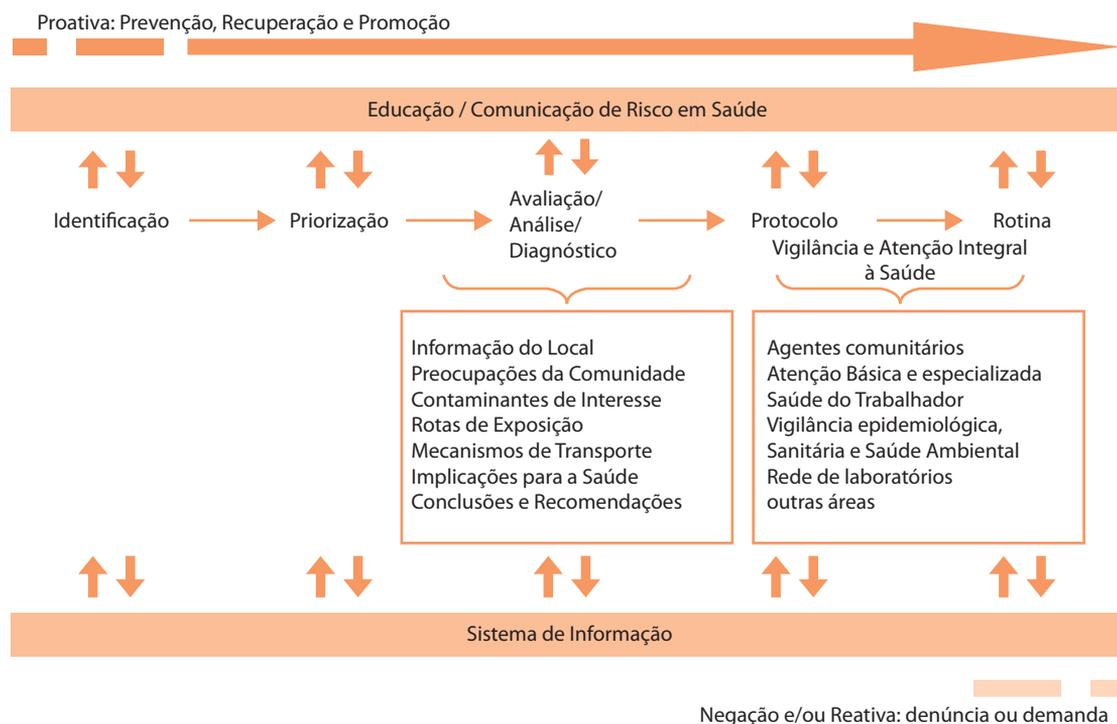 Proativa: Prevenção, Recuperação e Promoção
Educação / Comunicação de Risco em Saúde
Identificação
Priorização
Avaliação/
Análise/
Diagnóstico
Protocolo
Rotina
Vigilância e Atenção Integral
à Saúde
Informação do Local
Preocupações da Comunidade
Contaminantes de Interesse
Rotas de Exposição
Mecanismos de Transporte
Implicações para a Saúde
Conclusões e Recomendações
Agentes comunitários
Atenção Básica e especializada
Saúde do Trabalhador
Vigilância epidemiológica,
Sanitária e Saúde Ambiental
Rede de laboratórios
outras áreas
Sistema de Informação
Negação e/ou Reativa: denúncia ou demanda